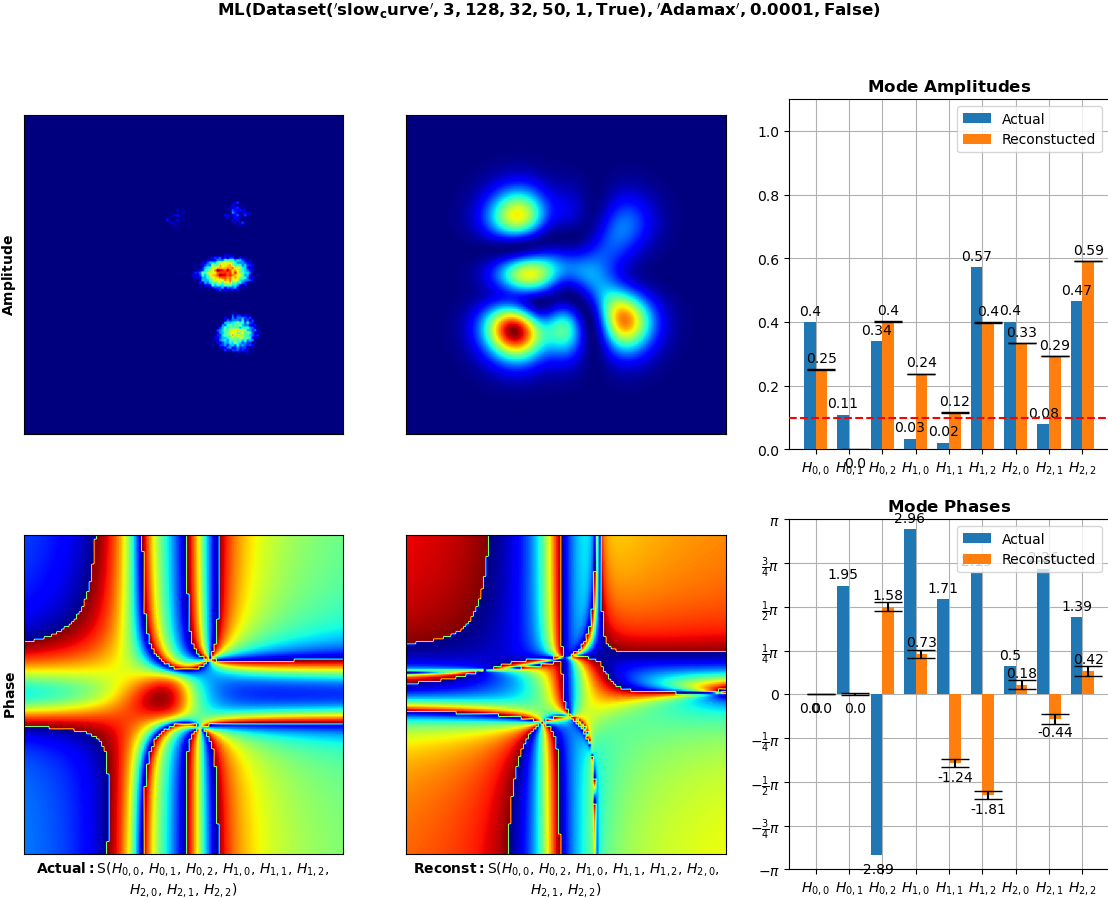 ML(Dataset('slow_curve', 3, 128, 32, 50, 1, True), 'Adamax', 0.0001, False)
Amplitude
Mode Amplitudes
Actual
Reconstucted
1.0
0.8
0.6
0.4
0.2
0.0
0.4
0.25
0.11
0.0
0.34
0.4
0.03
0.24
0.02
0.12
0.57
0.4
0.4
0.33
0.08
0.29
0.47
0.59
H0,0 H0,1 H0,2 H1,0 H1,1 H1,2 H2,0 H2,1 H2,2
Phase
Actual: S(H0,0, H0,1, H0,2, H1,0, H1,1, H1,2,
H2,0, H2,1, H2,2)
Reconst: S(H0,0, H0,2, H1,0, H1,1, H1,2, H2,0,
H2,1, H2,2)
Mode Phases
Actual
Reconstucted
π
3/4π
1/2π
1/4π
0
−1/4π
−1/2π
−3/4π
−π
0.0
1.95
0.0
-2.89
1.58
2.96
0.73
1.71
-1.24
-1.81
0.5
0.18
-0.44
1.39
0.42
H0,0 H0,1 H0,2 H1,0 H1,1 H1,2 H2,0 H2,1 H2,2